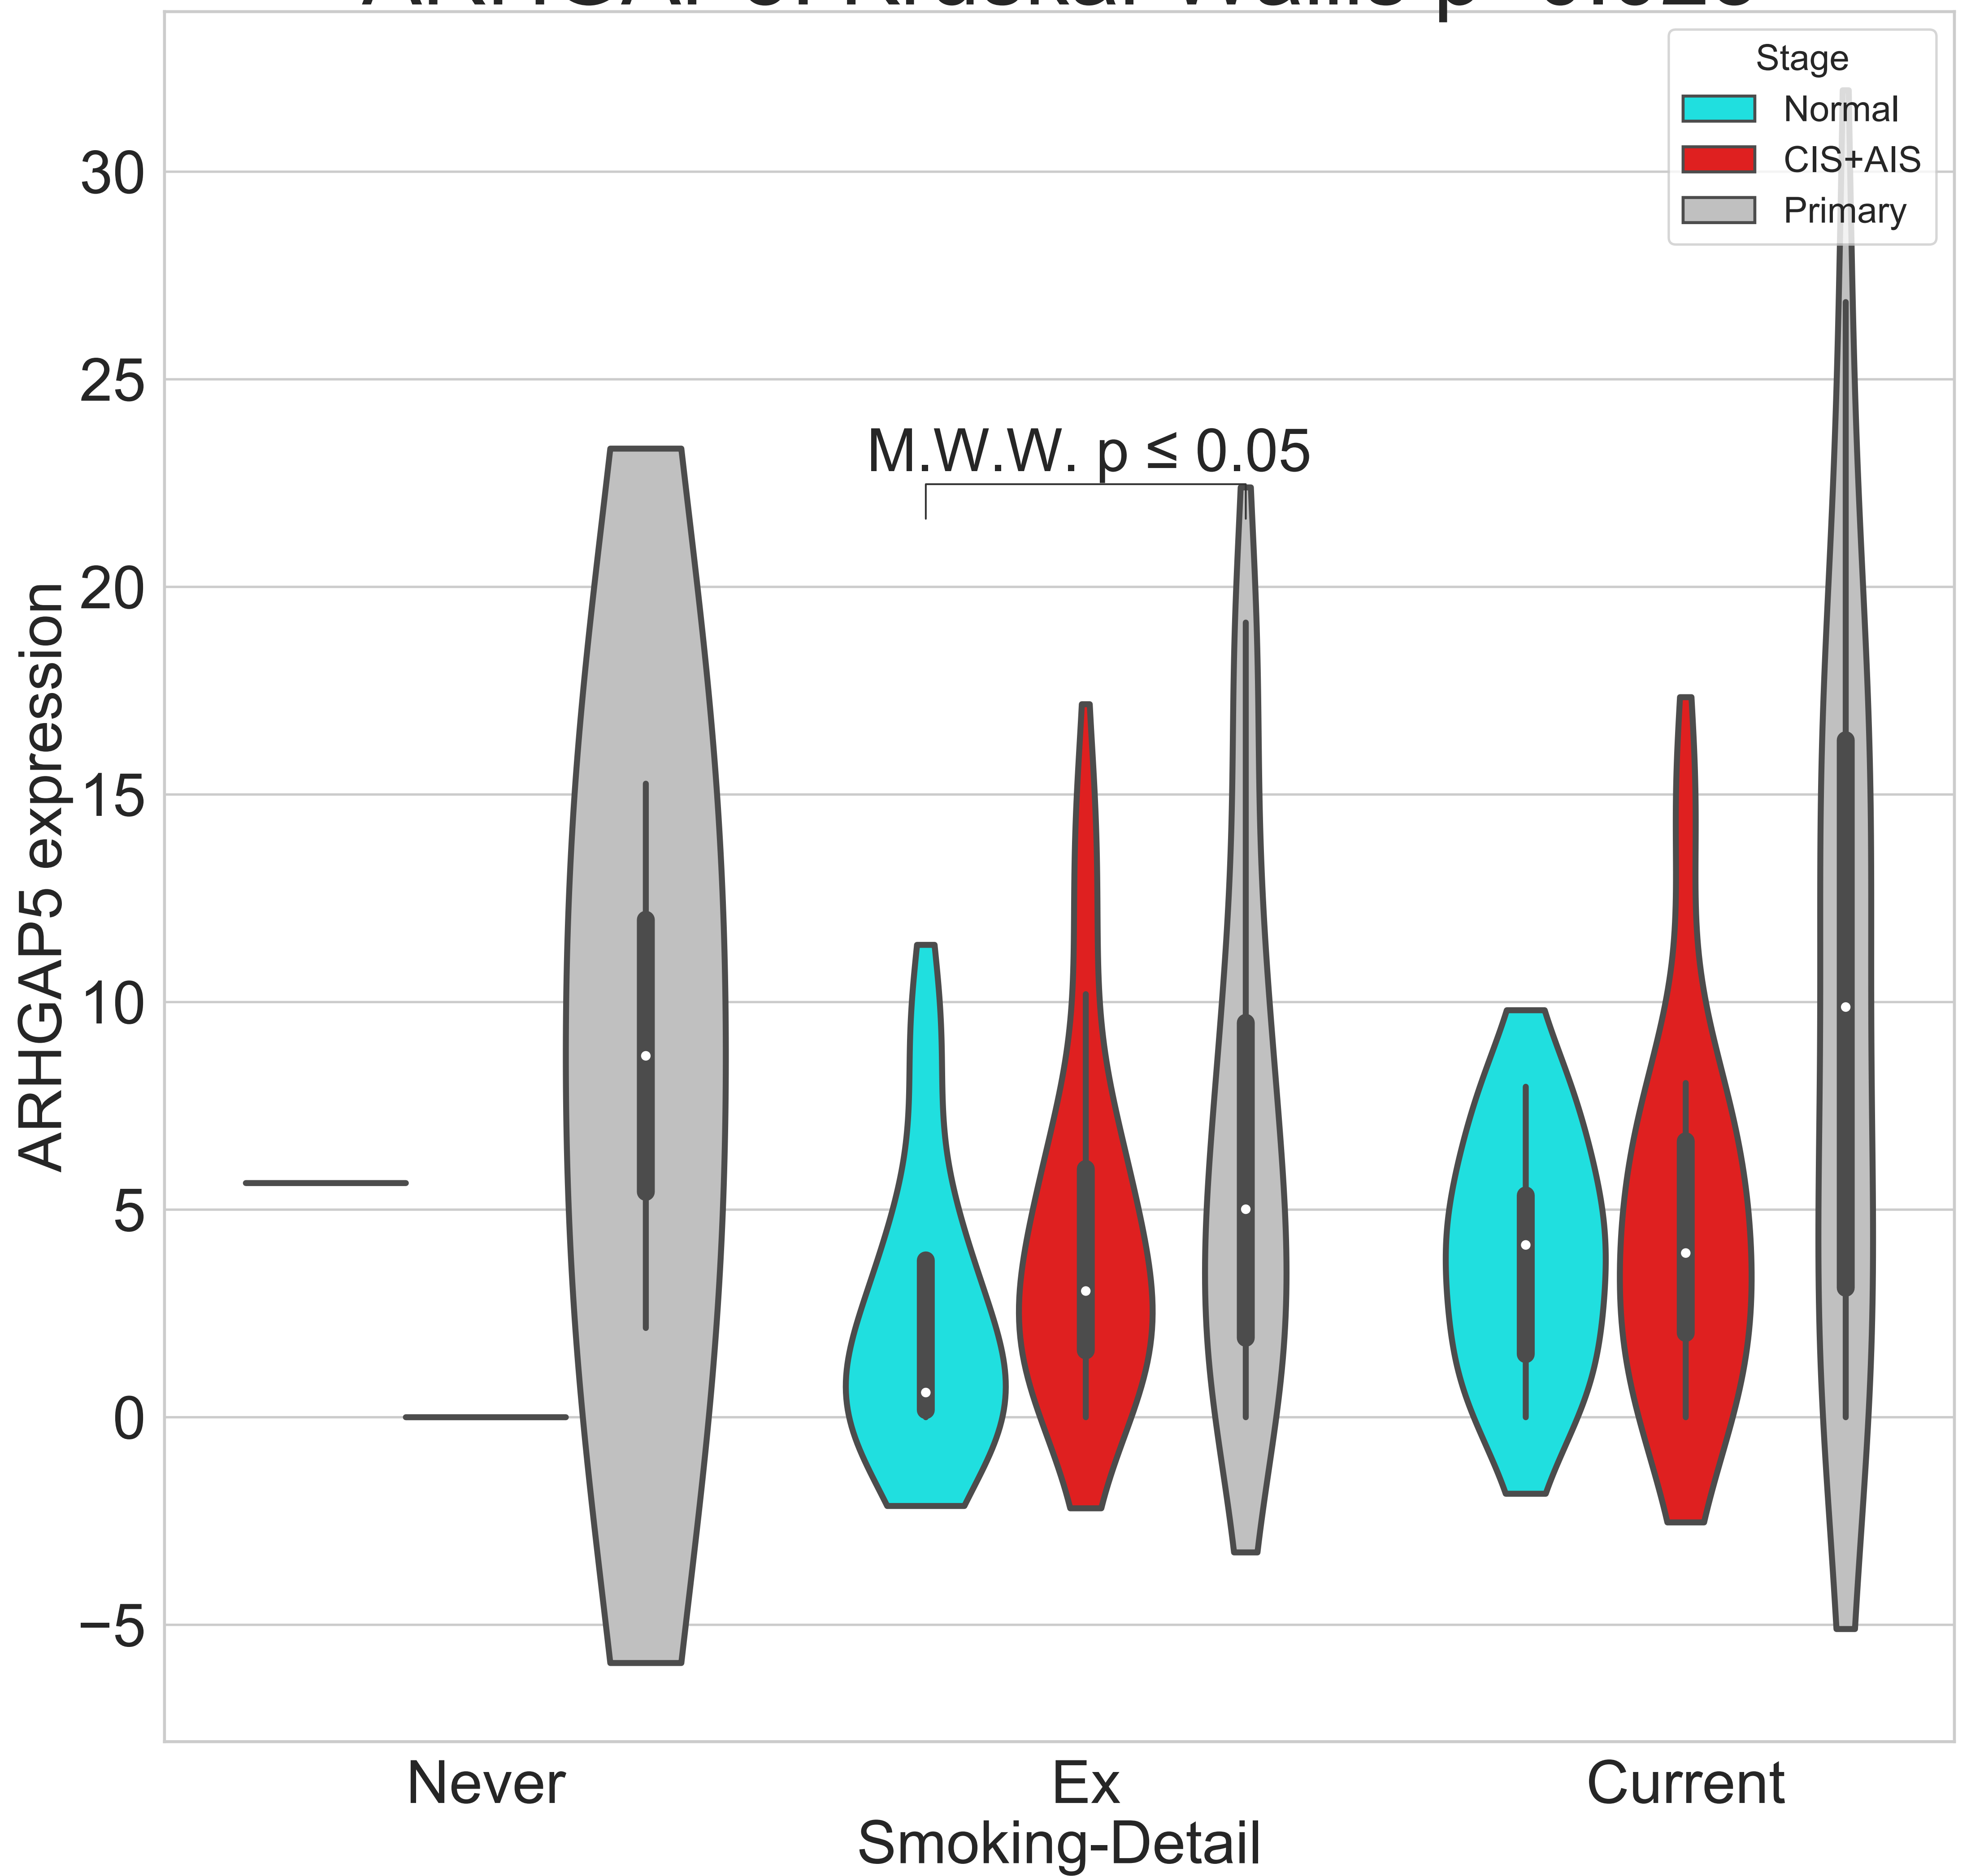 Stage
Normal
CIS+AIS
Primary
30
25
20
15
10
5
0
−5
ARHGAP5 expression
M.W.W. p ≤ 0.05
Never
Ex
Current
Smoking-Detail